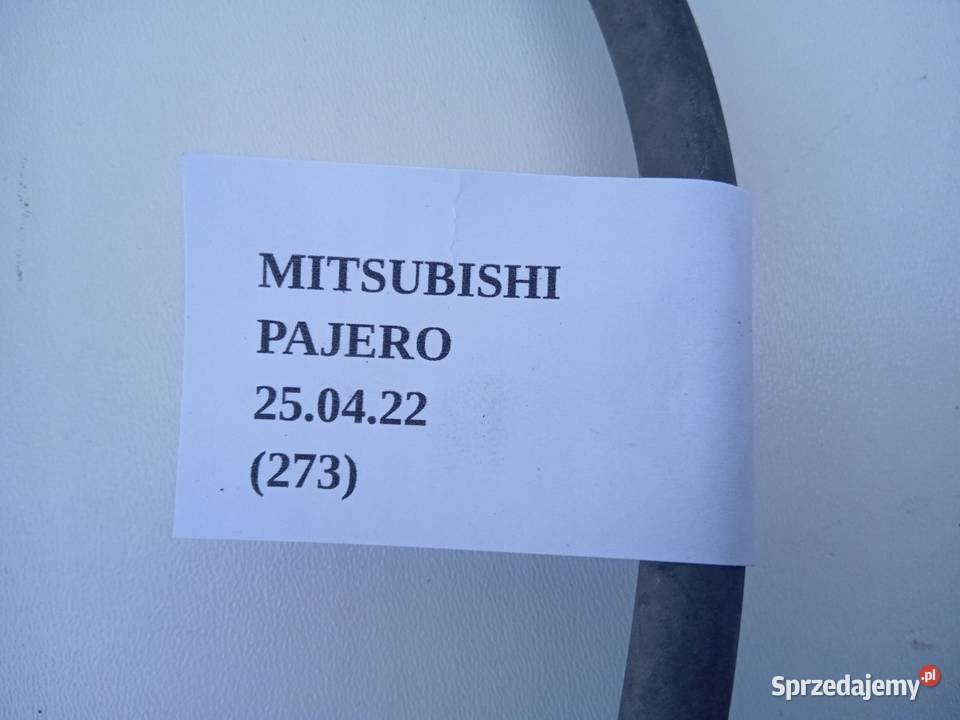 MITSUBISHI
PAJERO
25.04.22
(273)
Sprzedajemy.pl